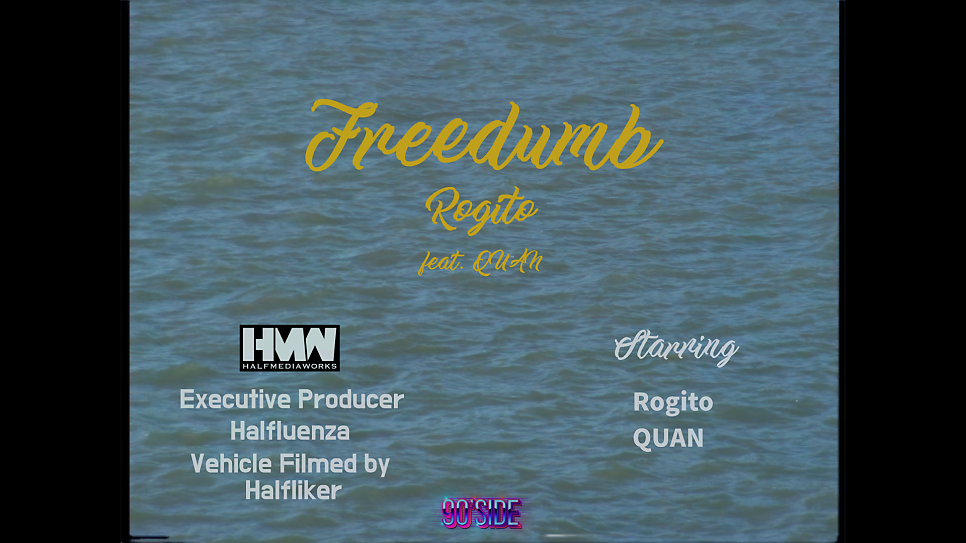 Freedumb
Rogito
feat. QUAN
HMW
HALFMEDIAWORKS
Executive Producer
Halfluenza
Vehicle Filmed by
Halfliker
Starring
Rogito
QUAN
90'SIDE